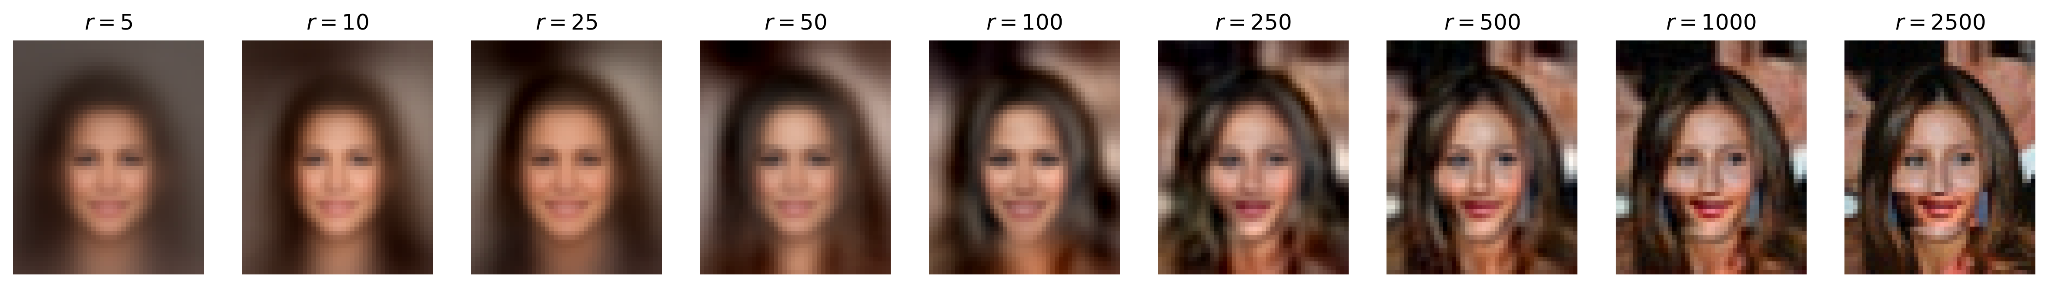 r = 5 r = 10 r = 25 r = 50 r = 100 r = 250 r = 500 r = 1000 r = 2500